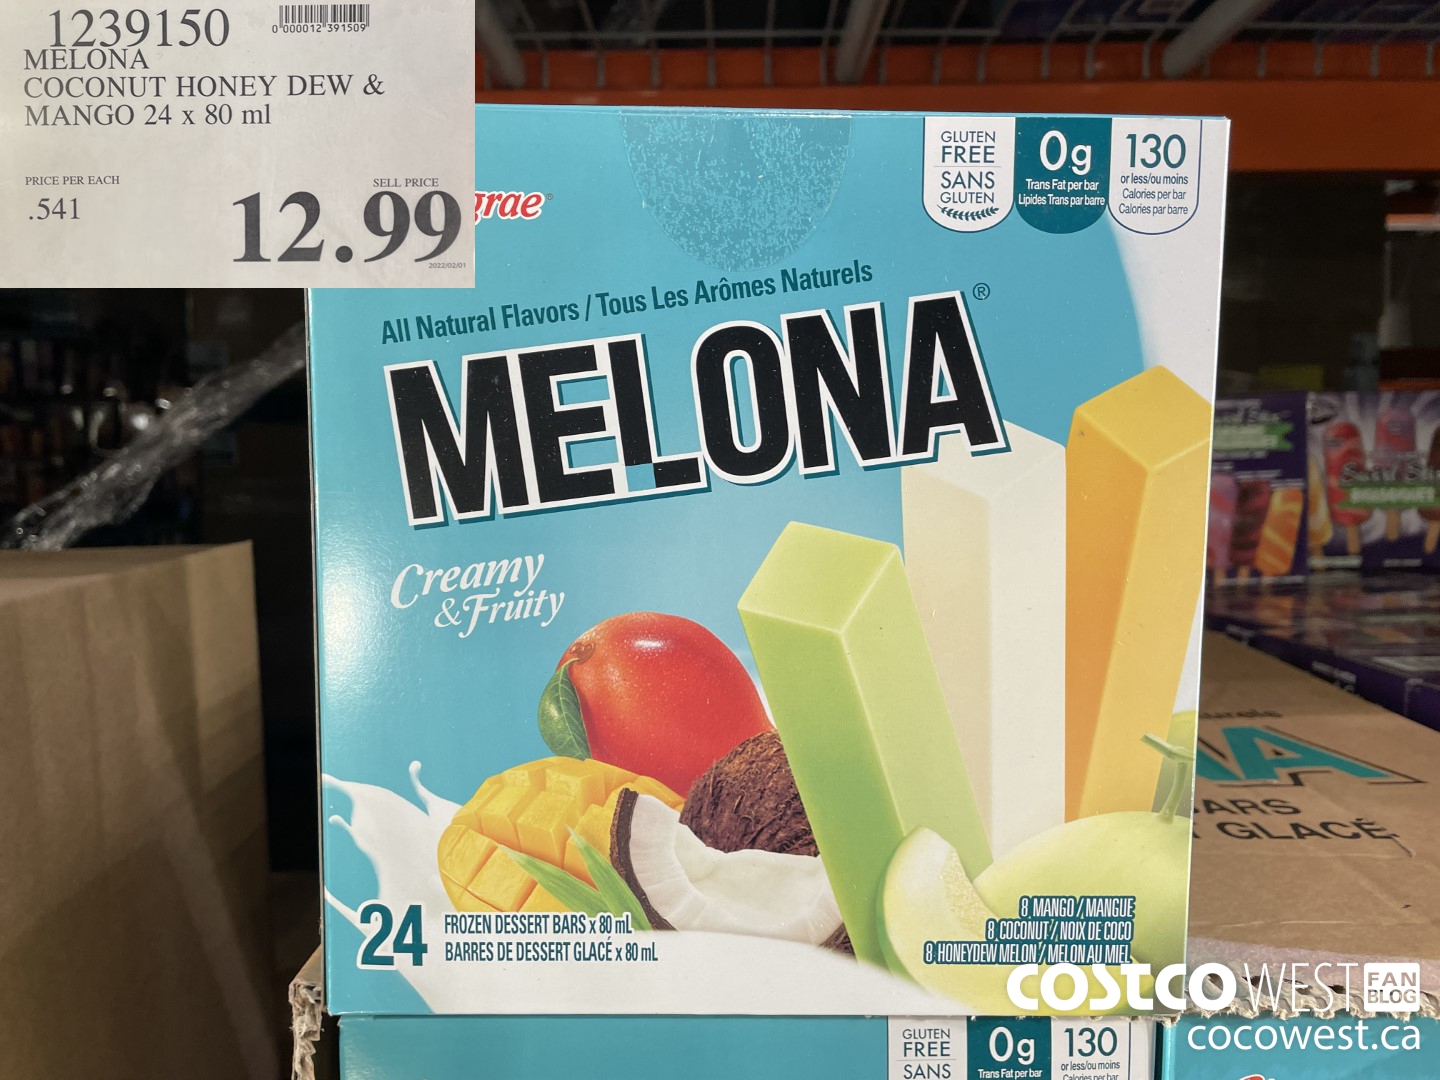 1239150
0 000012 391509
MELONA
COCONUT HONEY DEW &
MANGO 24 x 80 ml
PRICE PER EACH
.541
SELL PRICE
12.99
2022/02/01
grae®
GLUTEN
FREE
SANS
GLUTEN
0g
Trans Fat per bar
Lipides Trans par barre
130
or less/ou moins
Calories per bar
Calories par barre
All Natural Flavors / Tous Les Arômes Naturels
MELONA®
Creamy
& Fruity
24
FROZEN DESSERT BARS x 80 mL
BARRES DE DESSERT GLACÉ x 80 mL
8 MANGO / MANGUE
8 COCONUT / NOIX DE COCO
8 HONEYDEW MELON / MELON AU MIEL
COSTCO WEST FAN
BLOG
cocowest.ca
urels
NA
ARS
GLACÉ
GLUTEN
FREE
SANS
0g
Trans Fat per bar
130
or less/ou moins
Calories per bar